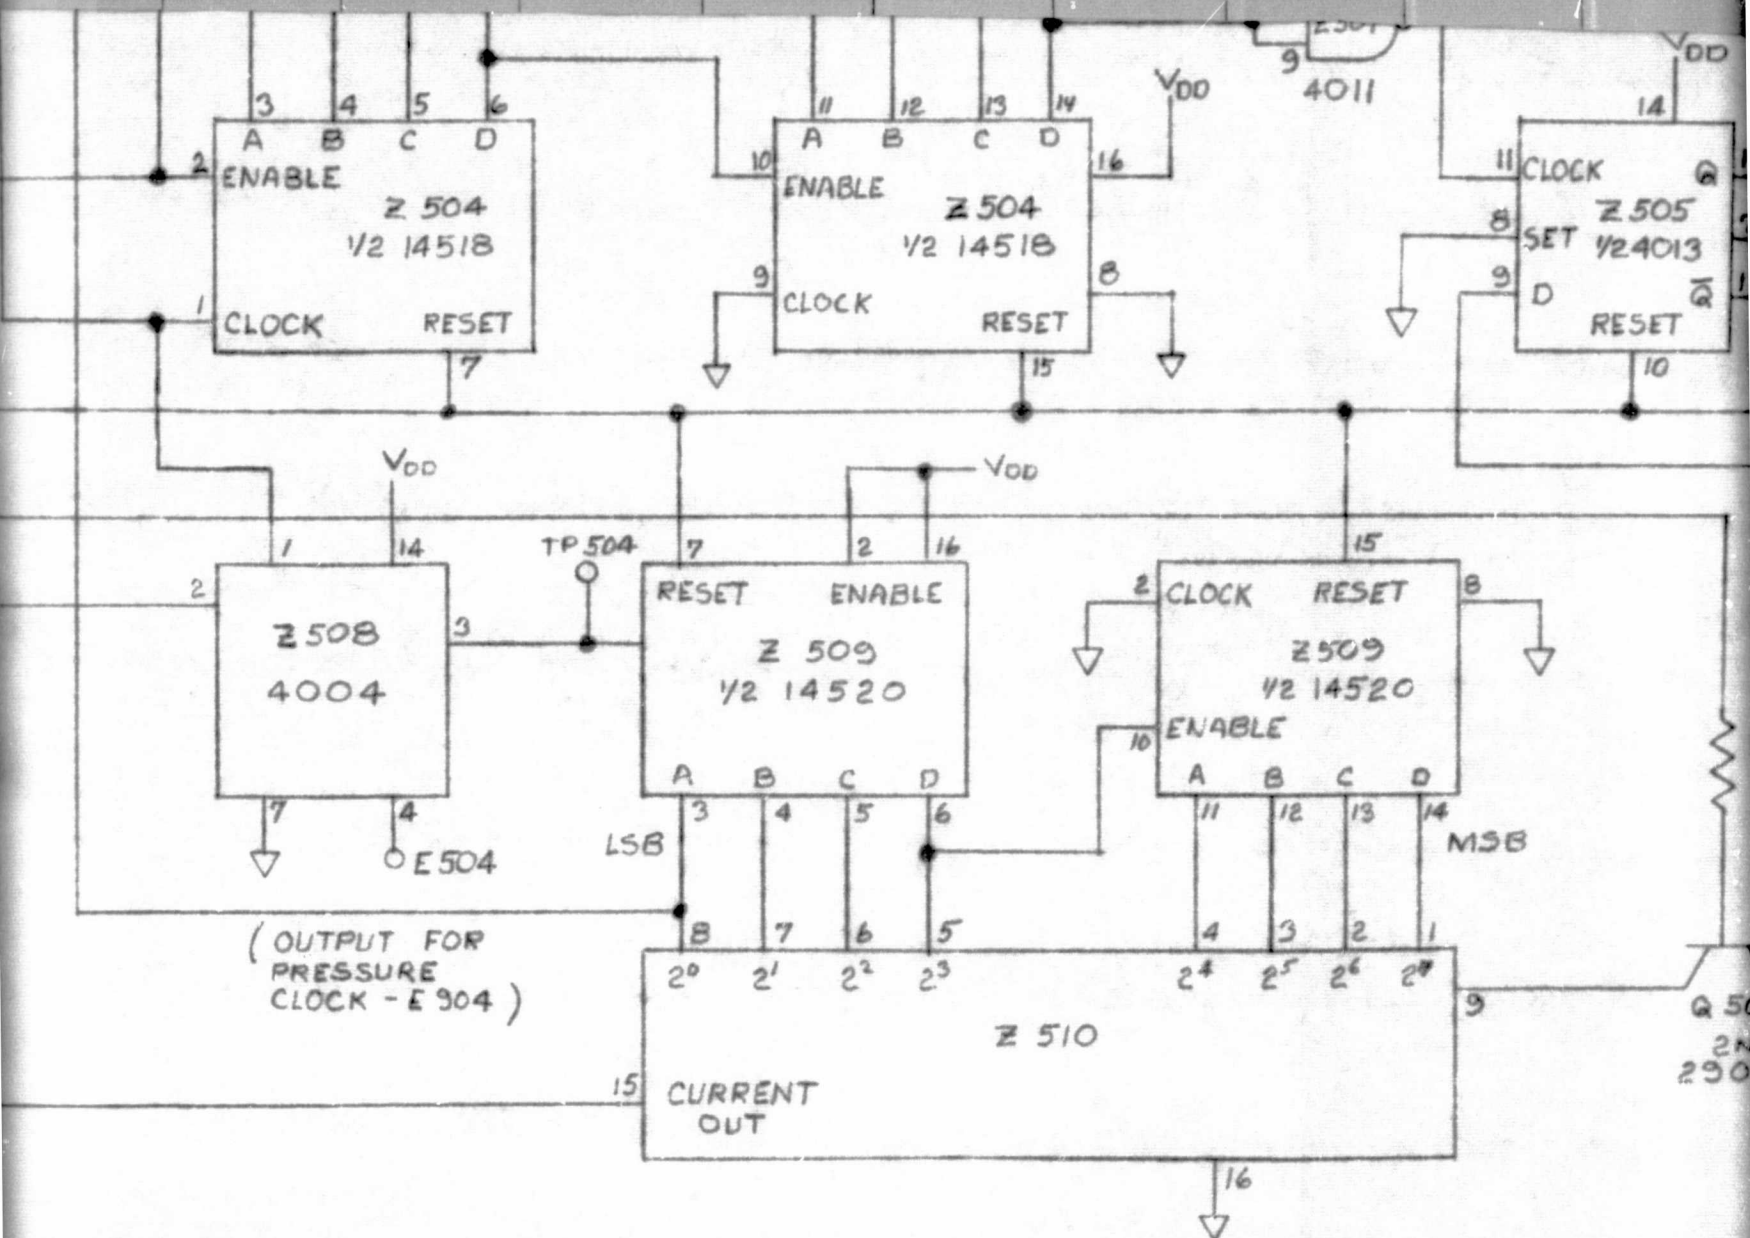 Z507
9
4011
VDD
VDD
3 4 5 6
A B C D
2 ENABLE
Z 504
1/2 14518
1 CLOCK RESET
7
11 12 13 14
A B C D
10 ENABLE
16
Z 504
1/2 14518
9 CLOCK
8
RESET
15
14
11 CLOCK Q
Z 505
1/2 4013
8 SET
9 D Q̅
RESET
10
VDD
1 14
2
Z 508
4004
3
7 4
E504
TP 504
VDD
7 2 16
RESET ENABLE
Z 509
1/2 14520
A B C D
3 4 5 6
LSB
15
2 CLOCK RESET 8
Z 509
1/2 14520
10 ENABLE
A B C D
11 12 13 14
MSB
(OUTPUT FOR
PRESSURE
CLOCK - E 904)
8 7 6 5 4 3 2 1
2⁰ 2¹ 2² 2³ 2⁴ 2⁵ 2⁶ 2⁷
9
Z 510
15 CURRENT
OUT
16